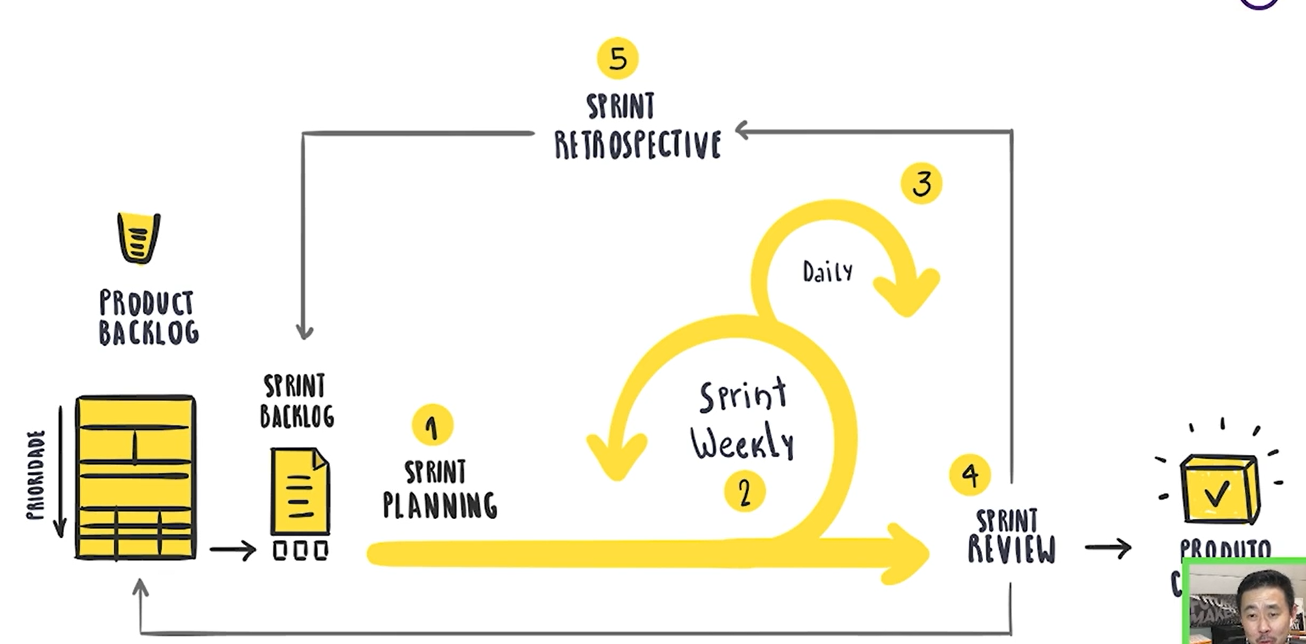 5
SPRINT
RETROSPECTIVE
3
Daily
PRODUCT
BACKLOG
PRIORIDADE
SPRINT
BACKLOG
1
SPRINT
PLANNING
Sprint
Weekly
2
4
SPRINT
REVIEW
PRODUTO